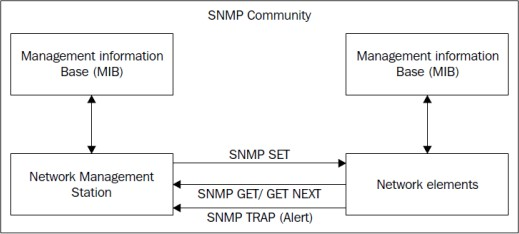 SNMP Community
Management information
Base (MIB)
Management information
Base (MIB)
Network Management
Station
SNMP SET
SNMP GET/ GET NEXT
SNMP TRAP (Alert)
Network elements